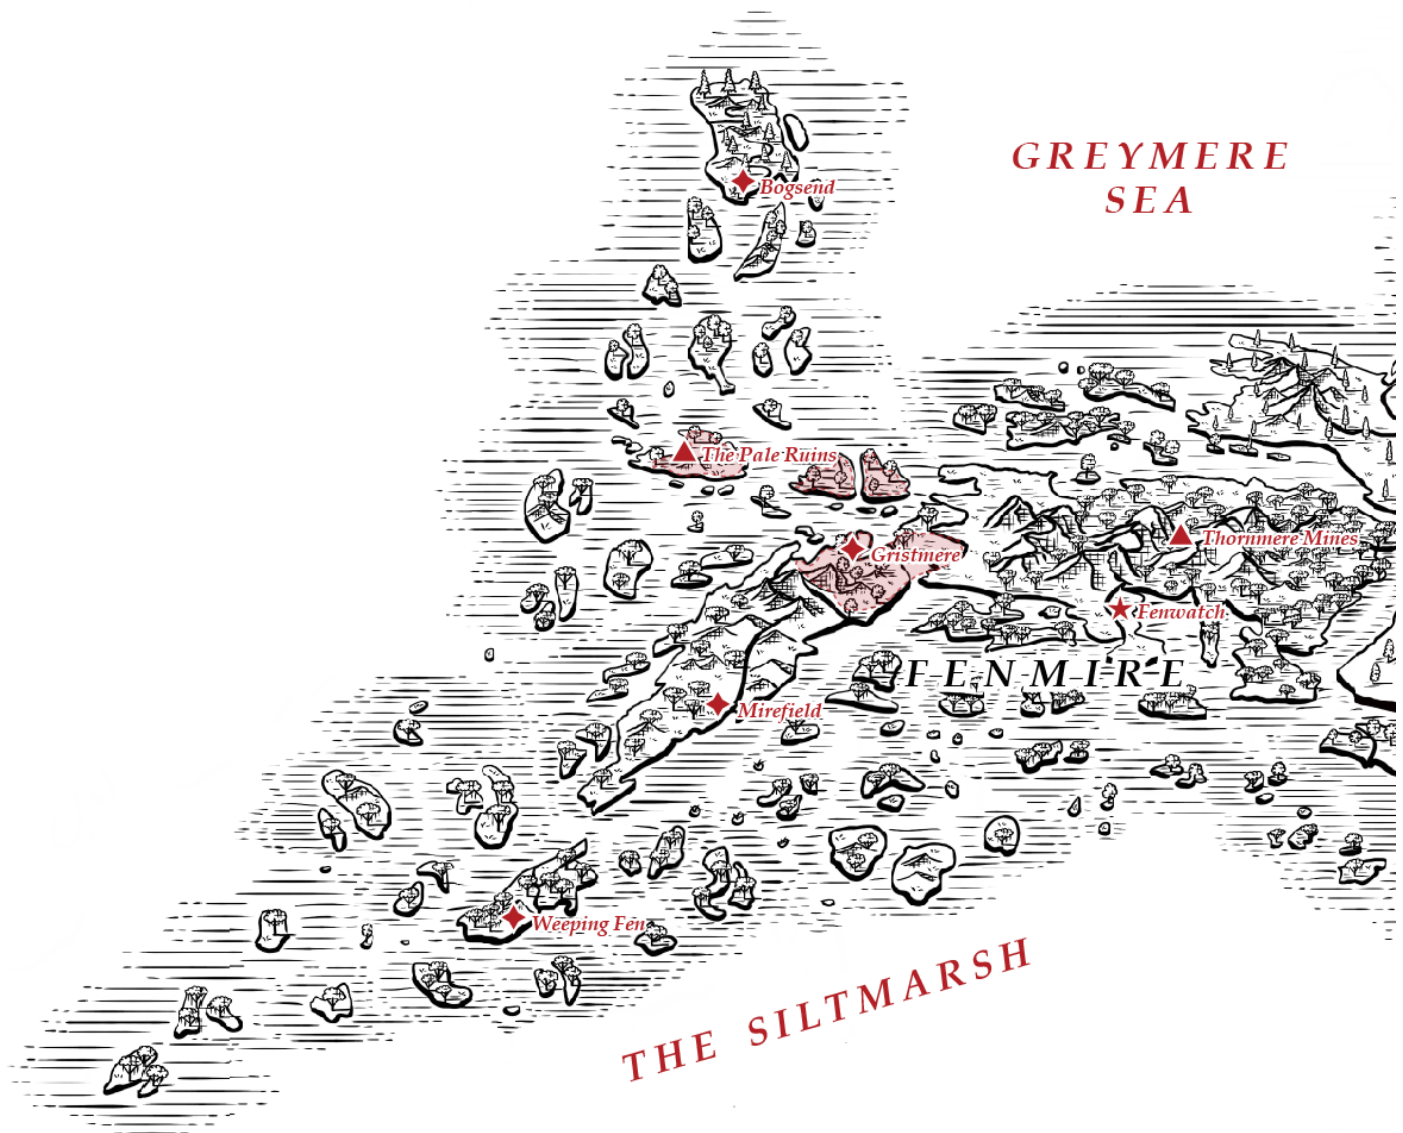 GREYMERE
SEA
Bogsend
The Pale Ruins
Thornmere Mines
Gristmere
Fenwatch
FENMIRE
Mirefield
Weeping Fen
THE SILTMARSH